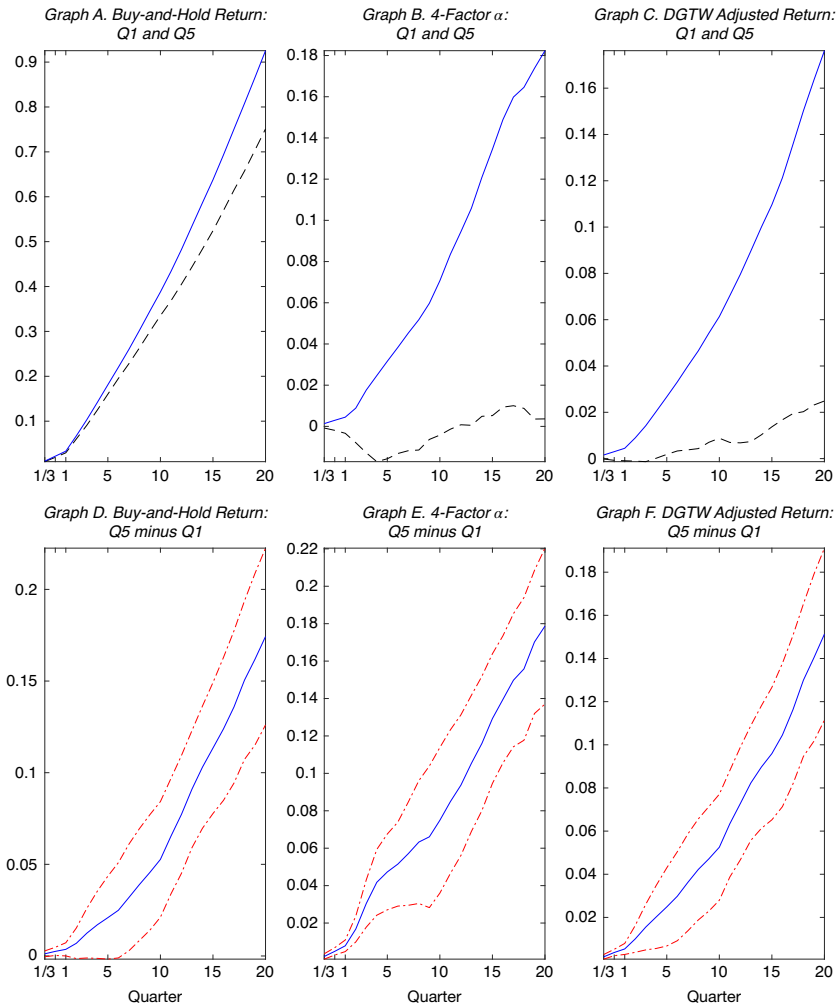 Graph A. Buy-and-Hold Return:
Q1 and Q5
0.9
0.8
0.7
0.6
0.5
0.4
0.3
0.2
0.1
1/3 1 5 10 15 20
Graph B. 4-Factor α:
Q1 and Q5
0.18
0.16
0.14
0.12
0.1
0.08
0.06
0.04
0.02
0
1/3 1 5 10 15 20
Graph C. DGTW Adjusted Return:
Q1 and Q5
0.16
0.14
0.12
0.1
0.08
0.06
0.04
0.02
0
1/3 1 5 10 15 20
Graph D. Buy-and-Hold Return:
Q5 minus Q1
0.2
0.15
0.1
0.05
0
1/3 1 5 10 15 20
Quarter
Graph E. 4-Factor α:
Q5 minus Q1
0.22
0.2
0.18
0.16
0.14
0.12
0.1
0.08
0.06
0.04
0.02
1/3 1 5 10 15 20
Quarter
Graph F. DGTW Adjusted Return:
Q5 minus Q1
0.18
0.16
0.14
0.12
0.1
0.08
0.06
0.04
0.02
1/3 1 5 10 15 20
Quarter